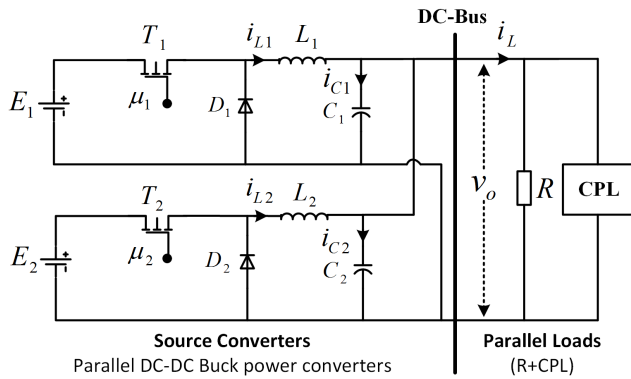 DC-Bus
T1
iL1
L1
iL
E1
μ1
D1
iC1
C1
T2
iL2
L2
vo
R
CPL
E2
μ2
D2
iC2
C2
Source Converters
Parallel DC-DC Buck power converters
Parallel Loads
(R+CPL)